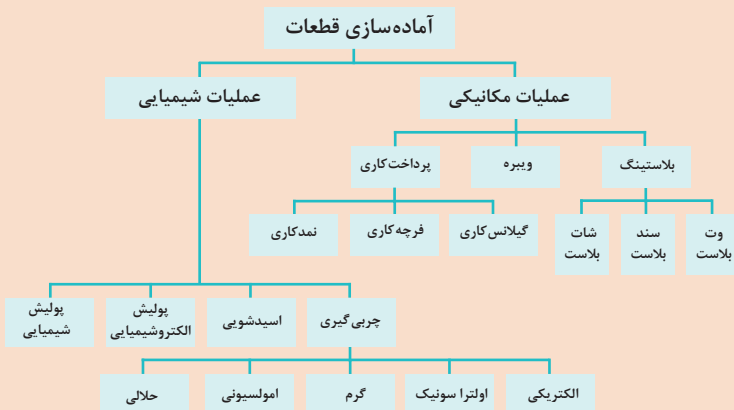 آماده‌سازی قطعات
عملیات مکانیکی
عملیات شیمیایی
بلاستینگ
ویبره
پرداخت‌کاری
وت
بلاست
سند
بلاست
شات
بلاست
گیلانس‌کاری
فرچه‌کاری
نمدکاری
چربی‌گیری
اسیدشویی
پولیش
الکتروشیمیایی
پولیش
شیمیایی
الکتریکی
اولترا سونیک
گرم
امولسیونی
حلالی